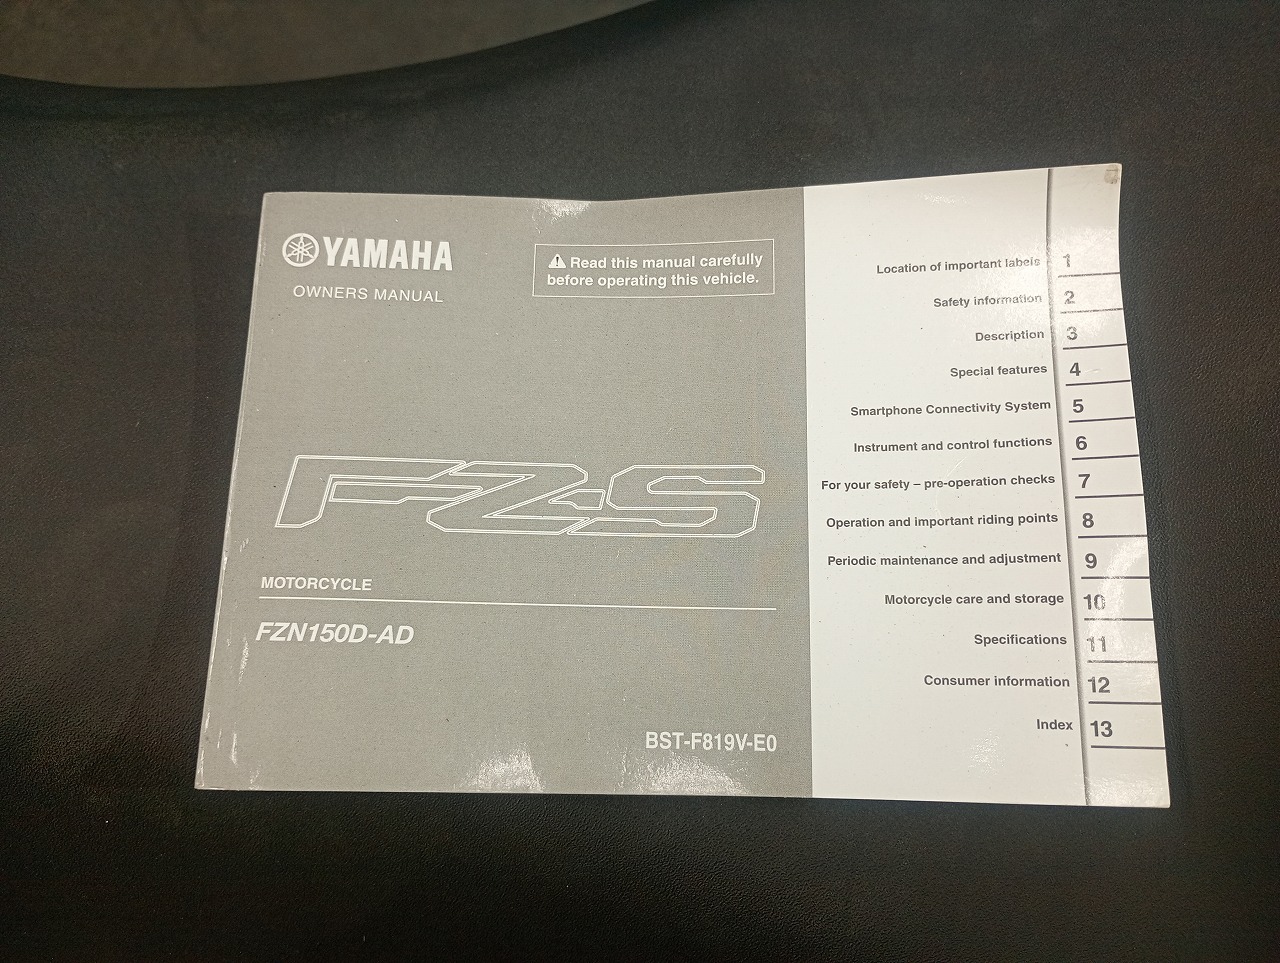 YAMAHA
OWNERS MANUAL
Read this manual carefully
before operating this vehicle.
FZ-S
MOTORCYCLE
FZN150D-AD
BST-F819V-E0
Location of important labels 1
Safety information 2
Description 3
Special features 4
Smartphone Connectivity System 5
Instrument and control functions 6
For your safety – pre-operation checks 7
Operation and important riding points 8
Periodic maintenance and adjustment 9
Motorcycle care and storage 10
Specifications 11
Consumer information 12
Index 13